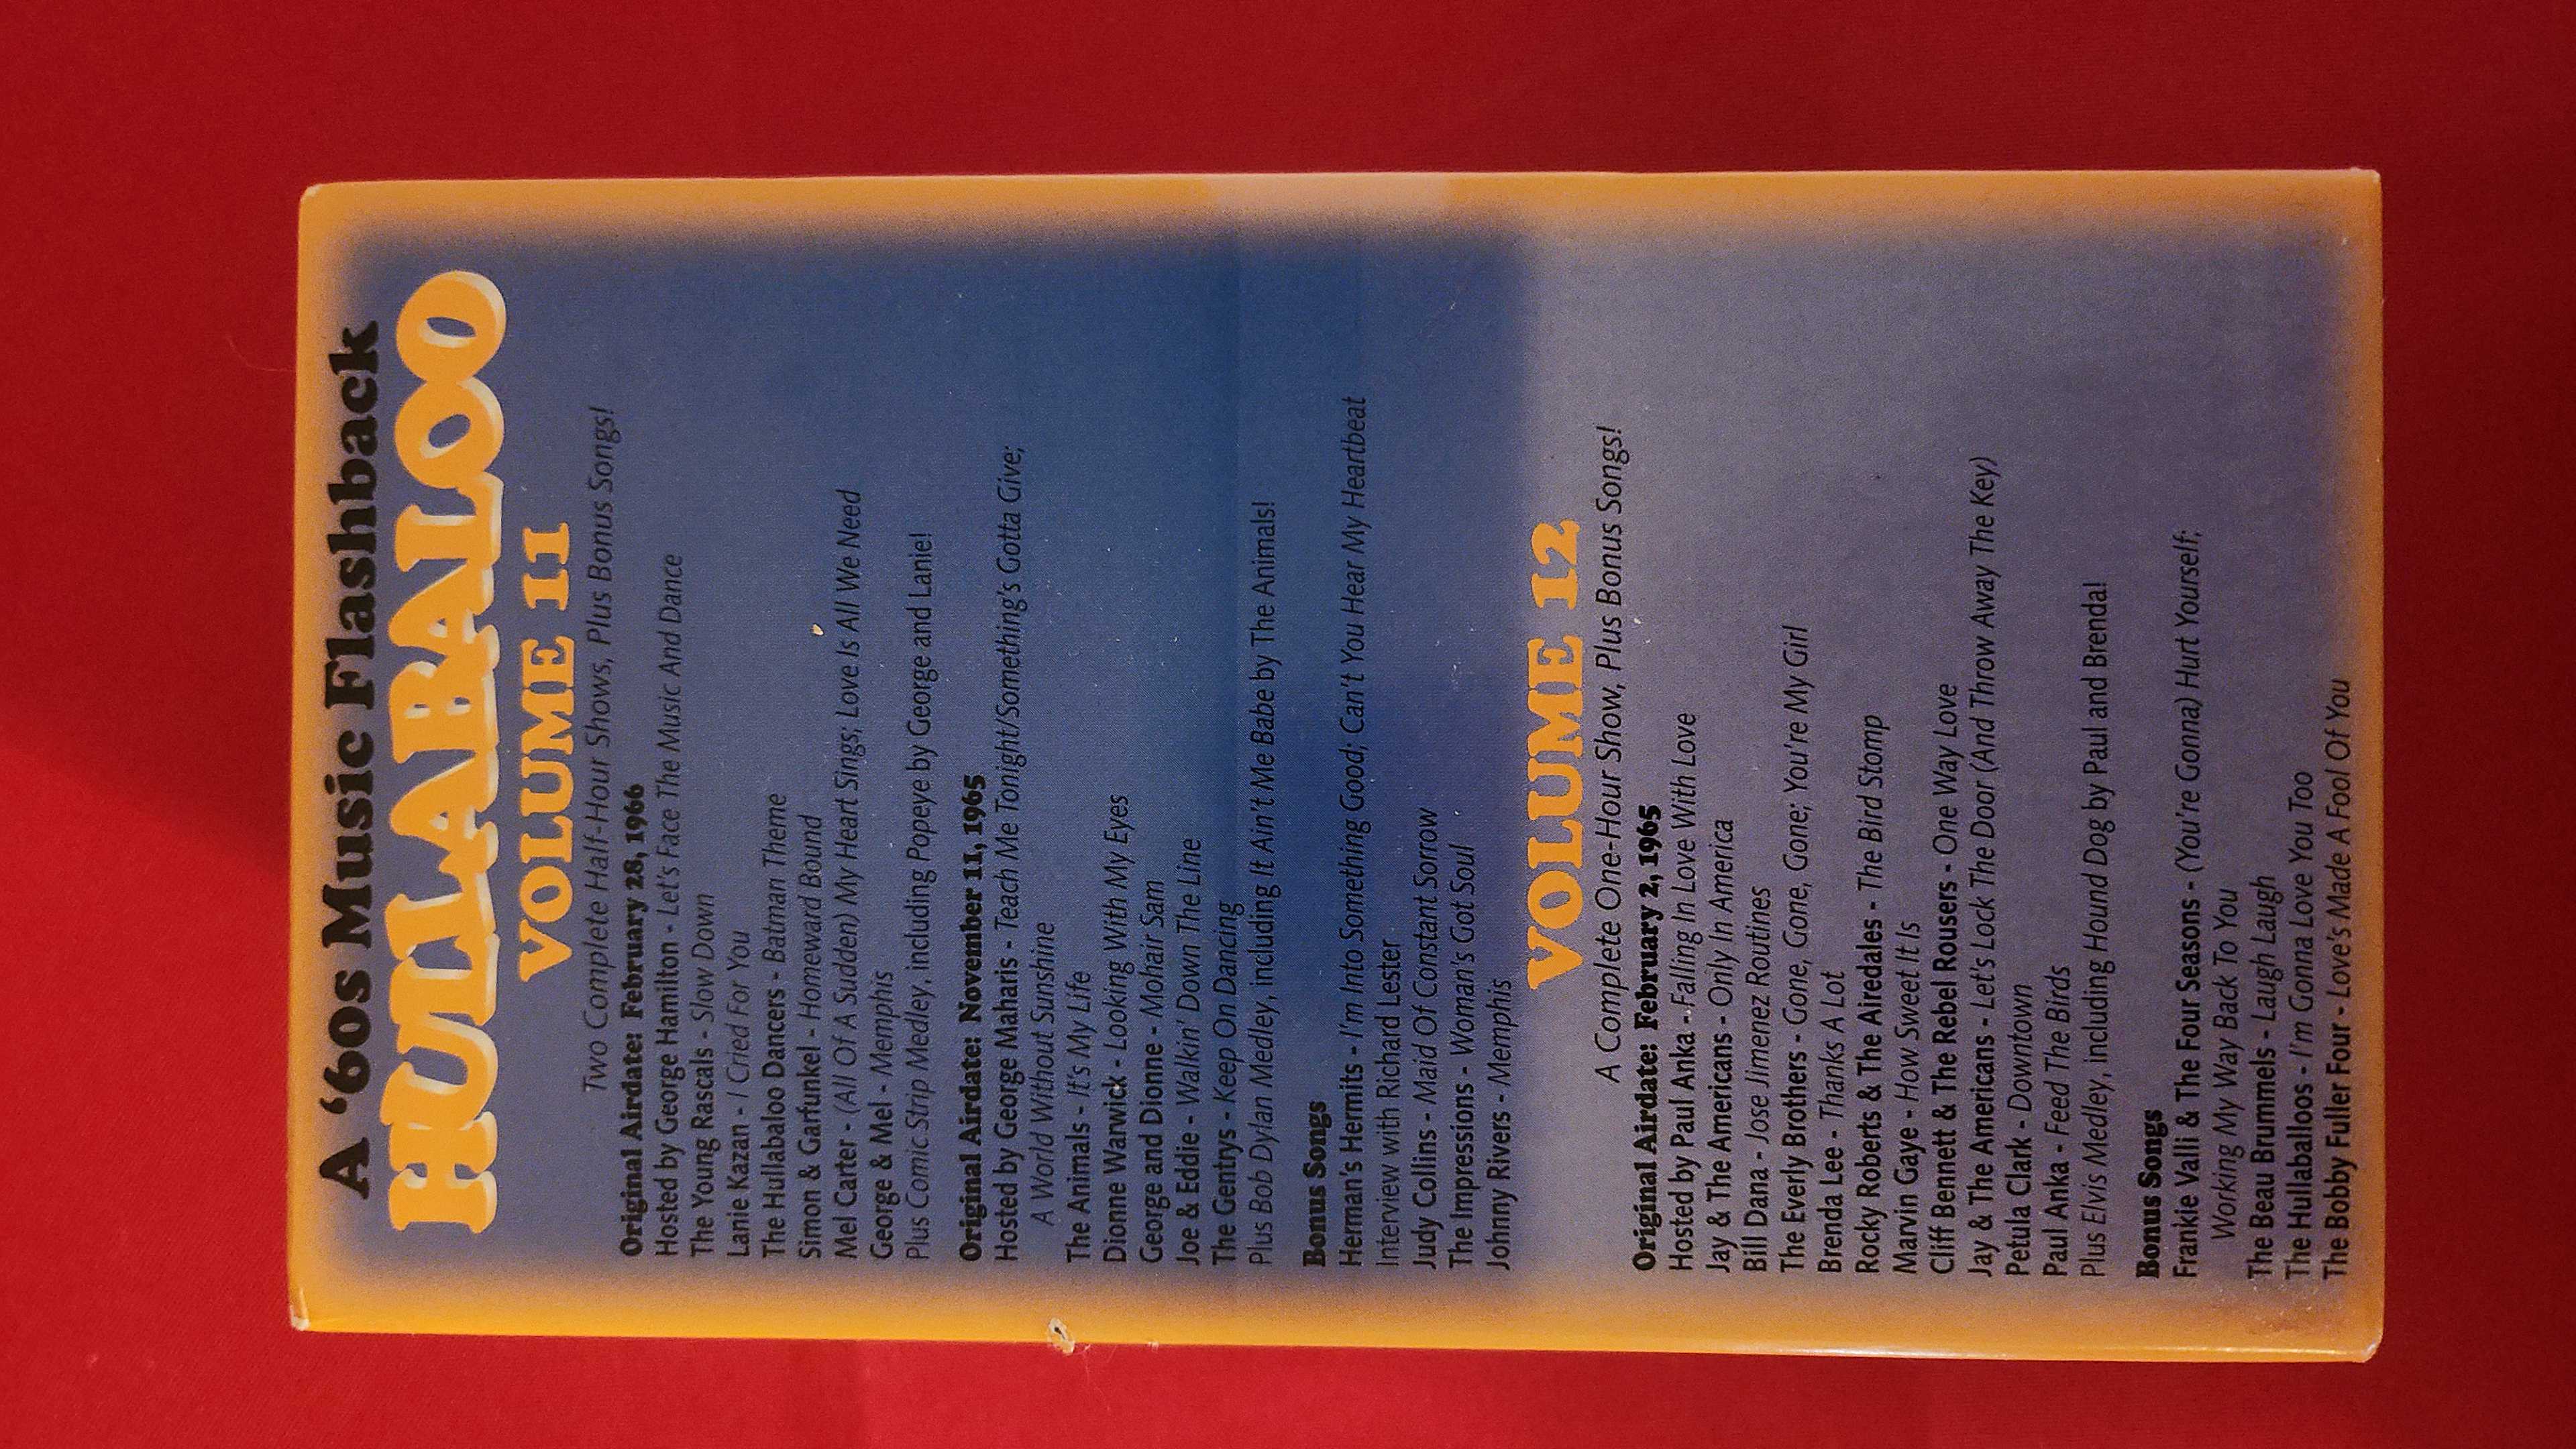 A '60s Music Flashback
HULLABALOO
VOLUME 11
Two Complete Half-Hour Shows, Plus Bonus Songs!
Original Airdate: February 28, 1966
Hosted by George Hamilton - Let's Face The Music And Dance
The Young Rascals - Slow Down
Lanie Kazan - I Cried For You
The Hullabaloo Dancers - Batman Theme
Simon & Garfunkel - Homeward Bound
Mel Carter - (All Of A Sudden) My Heart Sings; Love Is All We Need
George & Mel - Memphis
Plus Comic Strip Medley, including Popeye by George and Lanie!
Original Airdate: November 11, 1965
Hosted by George Maharis - Teach Me Tonight/Something's Gotta Give;
A World Without Sunshine
The Animals - It's My Life
Dionne Warwick - Looking With My Eyes
George and Dionne - Mohair Sam
Joe & Eddie - Walkin' Down The Line
The Gentrys - Keep On Dancing
Plus Bob Dylan Medley, including It Ain't Me Babe by The Animals!
Bonus Songs
Herman's Hermits - I'm Into Something Good; Can't You Hear My Heartbeat
Interview with Richard Lester
Judy Collins - Maid Of Constant Sorrow
The Impressions - Woman's Got Soul
Johnny Rivers - Memphis
VOLUME 12
A Complete One-Hour Show, Plus Bonus Songs!
Original Airdate: February 2, 1965
Hosted by Paul Anka - Falling In Love With Love
Jay & The Americans - Only In America
Bill Dana - Jose Jimenez Routines
The Everly Brothers - Gone, Gone, Gone; You're My Girl
Brenda Lee - Thanks A Lot
Rocky Roberts & The Airedales - The Bird Stomp
Marvin Gaye - How Sweet It Is
Cliff Bennett & The Rebel Rousers - One Way Love
Jay & The Americans - Let's Lock The Door (And Throw Away The Key)
Petula Clark - Downtown
Paul Anka - Feed The Birds
Plus Elvis Medley, including Hound Dog by Paul and Brenda!
Bonus Songs
Frankie Valli & The Four Seasons - (You're Gonna) Hurt Yourself;
Working My Way Back To You
The Beau Brummels - Laugh Laugh
The Hullaballoos - I'm Gonna Love You Too
The Bobby Fuller Four - Love's Made A Fool Of You